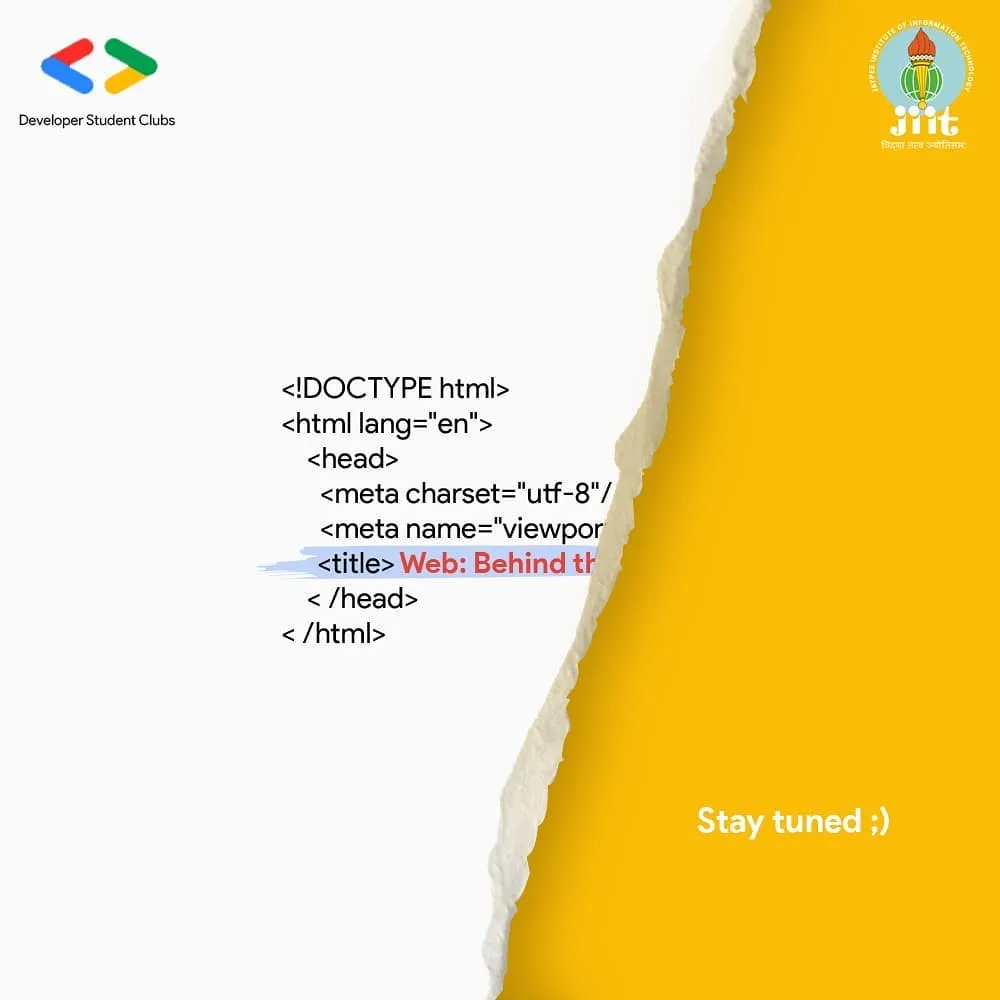 Developer Student Clubs
JAYPEE INSTITUTE OF INFORMATION TECHNOLOGY
jiit
विद्या तत्व ज्योतिसमः
<!DOCTYPE html>
<html lang="en">
<head>
<meta charset="utf-8"/
<meta name="viewpor
<title> Web: Behind th
< /head>
< /html>
Stay tuned ;)